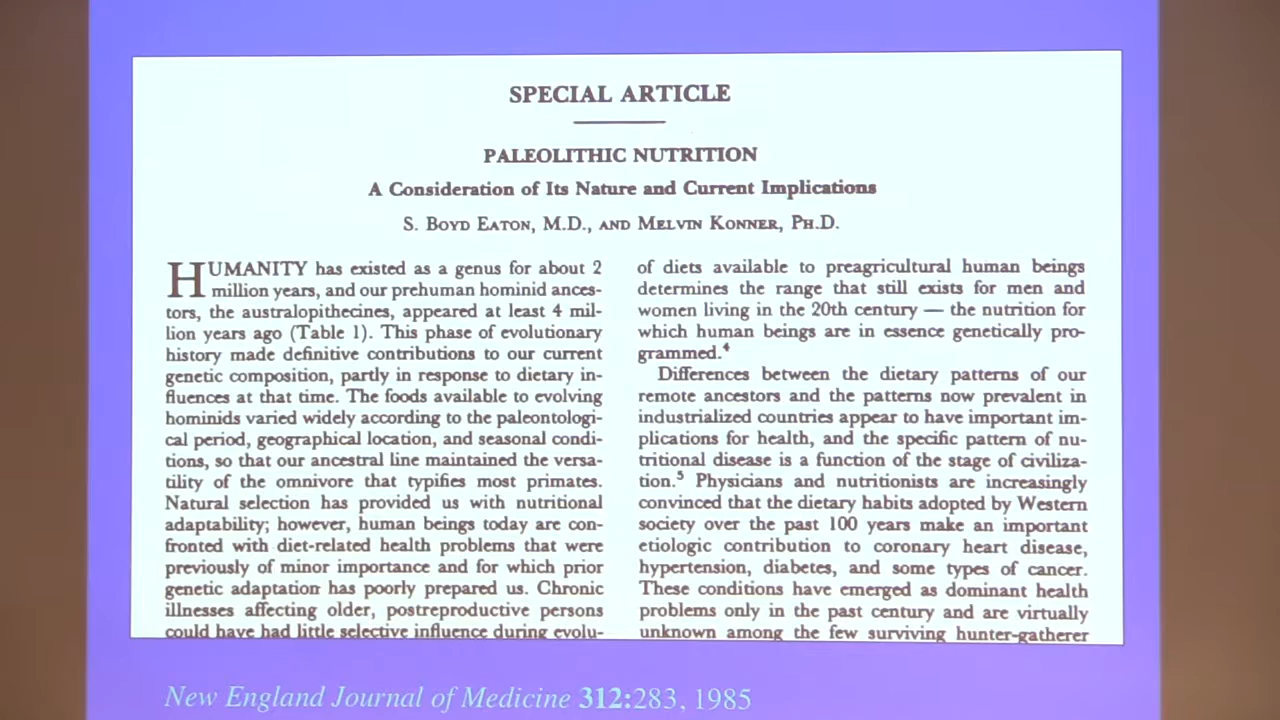 SPECIAL ARTICLE
PALEOLITHIC NUTRITION
A Consideration of Its Nature and Current Implications
S. Boyd Eaton, M.D., and Melvin Konner, Ph.D.
HUMANITY has existed as a genus for about 2
million years, and our prehuman hominid ances-
tors, the australopithecines, appeared at least 4 mil-
lion years ago (Table 1). This phase of evolutionary
history made definitive contributions to our current
genetic composition, partly in response to dietary in-
fluences at that time. The foods available to evolving
hominids varied widely according to the paleontologi-
cal period, geographical location, and seasonal condi-
tions, so that our ancestral line maintained the versa-
tility of the omnivore that typifies most primates.
Natural selection has provided us with nutritional
adaptability; however, human beings today are con-
fronted with diet-related health problems that were
previously of minor importance and for which prior
genetic adaptation has poorly prepared us. Chronic
illnesses affecting older, postreproductive persons
could have had little selective influence during evolu-
of diets available to preagricultural human beings
determines the range that still exists for men and
women living in the 20th century — the nutrition for
which human beings are in essence genetically pro-
grammed.⁴
Differences between the dietary patterns of our
remote ancestors and the patterns now prevalent in
industrialized countries appear to have important im-
plications for health, and the specific pattern of nu-
tritional disease is a function of the stage of civiliza-
tion.⁵ Physicians and nutritionists are increasingly
convinced that the dietary habits adopted by Western
society over the past 100 years make an important
etiologic contribution to coronary heart disease,
hypertension, diabetes, and some types of cancer.
These conditions have emerged as dominant health
problems only in the past century and are virtually
unknown among the few surviving hunter-gatherer
New England Journal of Medicine 312:283, 1985